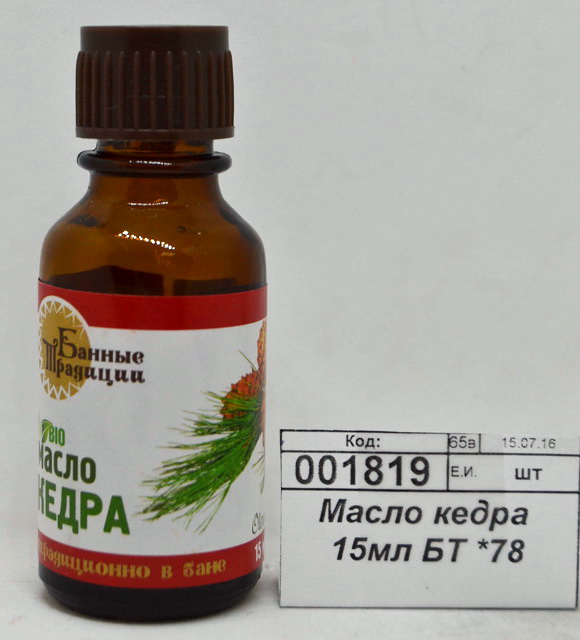 Банные
Традиции
BIO
Масло
КЕДРА
традиционно в бане
15
Код:
65в
15.07.16
001819
Е.И.
шт
Масло кедра
15мл БТ *78